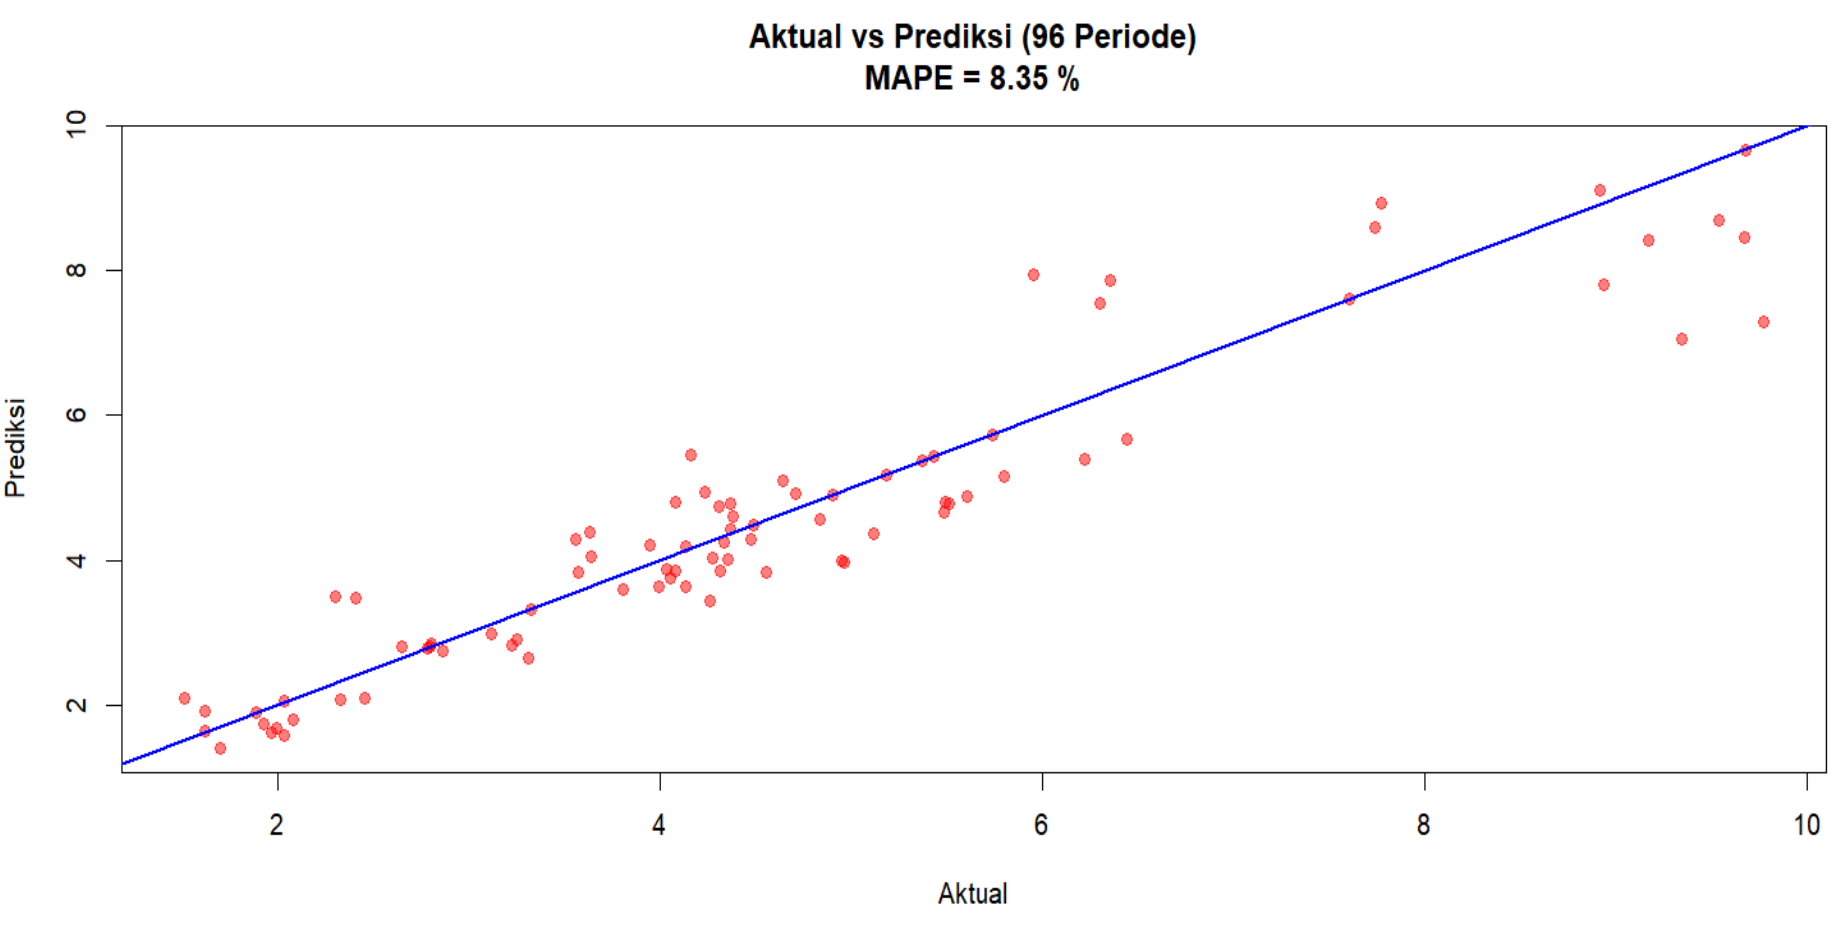 Aktual vs Prediksi (96 Periode)
MAPE = 8.35 %
10
8
6
4
2
Prediksi
2 4 6 8 10
Aktual